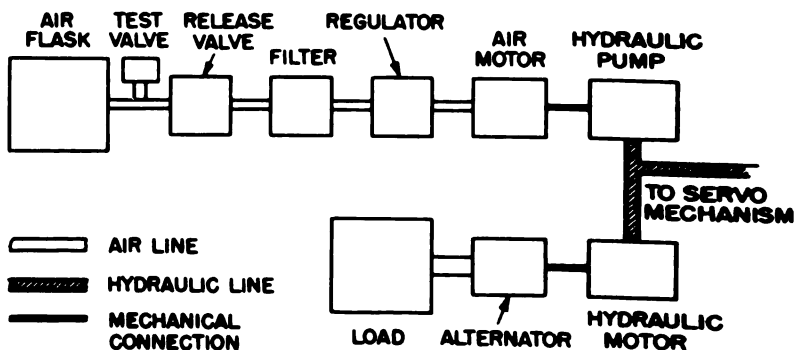 AIR
FLASK
TEST
VALVE
RELEASE
VALVE
FILTER
REGULATOR
AIR
MOTOR
HYDRAULIC
PUMP
TO SERVO
MECHANISM
AIR LINE
HYDRAULIC LINE
MECHANICAL
CONNECTION
LOAD
ALTERNATOR
HYDRAULIC
MOTOR